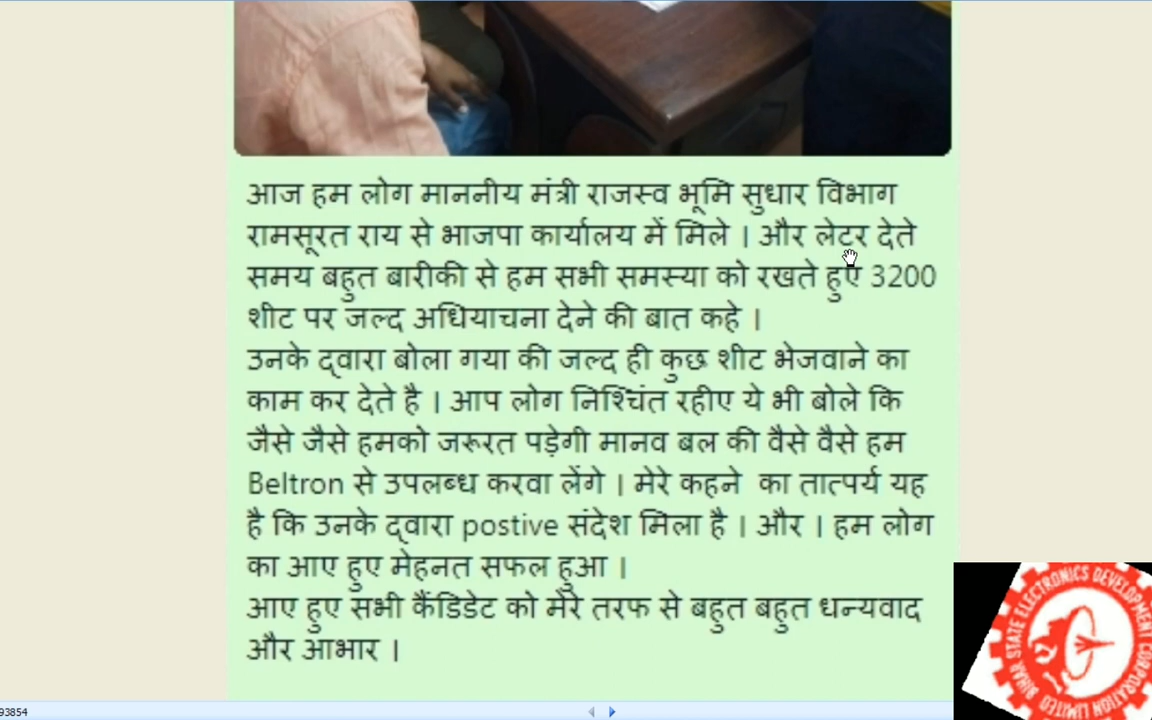 आज हम लोग माननीय मंत्री राजस्व भूमि सुधार विभाग
रामसूरत राय से भाजपा कार्यालय में मिले । और लेटर देते
समय बहुत बारीकी से हम सभी समस्या को रखते हुए 3200
शीट पर जल्द अधियाचना देने की बात कहे ।
उनके द्वारा बोला गया की जल्द ही कुछ शीट भेजवाने का
काम कर देते है । आप लोग निश्चिंत रहीए ये भी बोले कि
जैसे जैसे हमको जरूरत पड़ेगी मानव बल की वैसे वैसे हम
Beltron से उपलब्ध करवा लेंगे । मेरे कहने का तात्पर्य यह
है कि उनके द्वारा postive संदेश मिला है । और । हम लोग
का आए हुए मेहनत सफल हुआ ।
आए हुए सभी कैंडिडेट को मेरे तरफ से बहुत बहुत धन्यवाद
और आभार ।
BIHAR STATE ELECTRONICS DEVELOPMENT CORPORATION LIMITED
93854